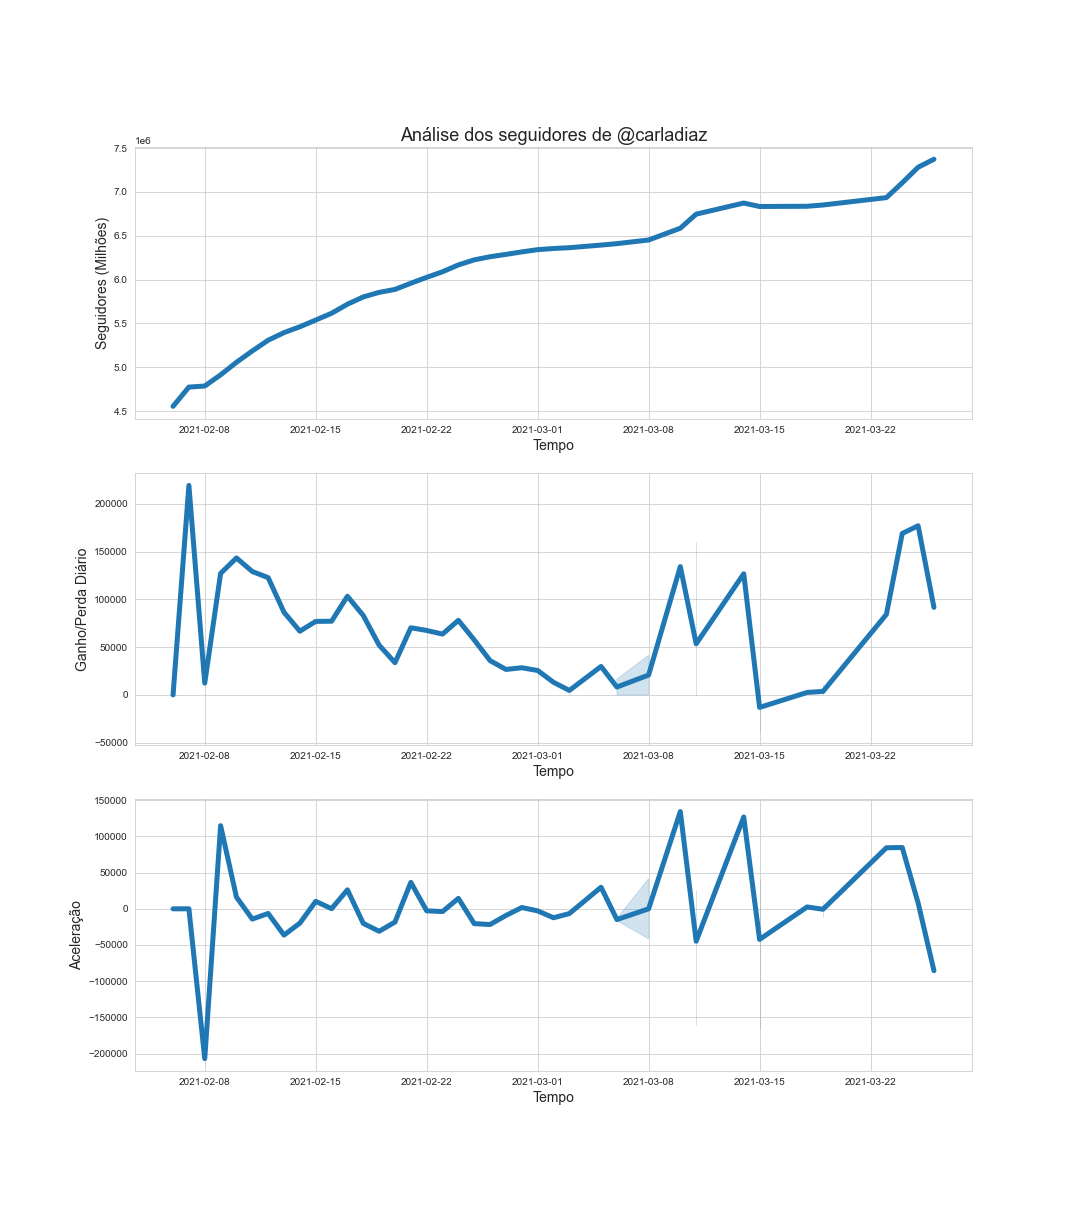 Análise dos seguidores de @carladiaz
1e6
7.5
7.0
6.5
6.0
5.5
5.0
4.5
Seguidores (Milhões)
2021-02-08 2021-02-15 2021-02-22 2021-03-01 2021-03-08 2021-03-15 2021-03-22
Tempo
200000
150000
100000
50000
0
−50000
Ganho/Perda Diário
2021-02-08 2021-02-15 2021-02-22 2021-03-01 2021-03-08 2021-03-15 2021-03-22
Tempo
150000
100000
50000
0
−50000
−100000
−150000
−200000
Aceleração
2021-02-08 2021-02-15 2021-02-22 2021-03-01 2021-03-08 2021-03-15 2021-03-22
Tempo